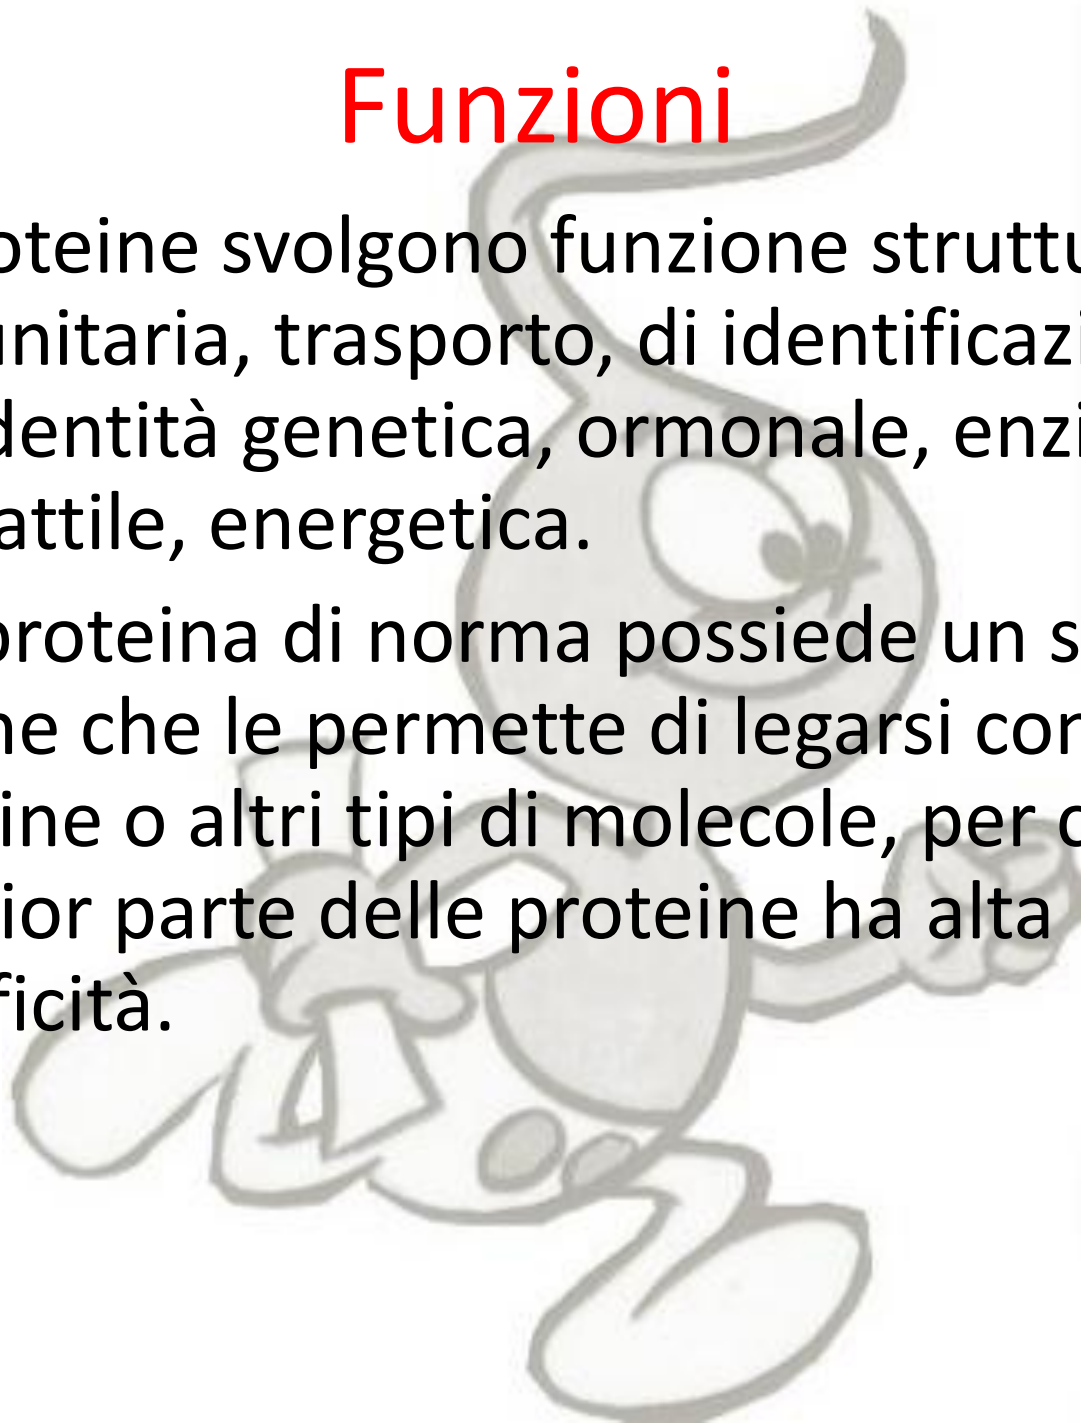 Funzioni
oteine svolgono funzione struttu
unitaria, trasporto, di identificazi
dentità genetica, ormonale, enzi
attile, energetica.
proteina di norma possiede un s
ne che le permette di legarsi con
ine o altri tipi di molecole, per c
ior parte delle proteine ha alta
ficità.